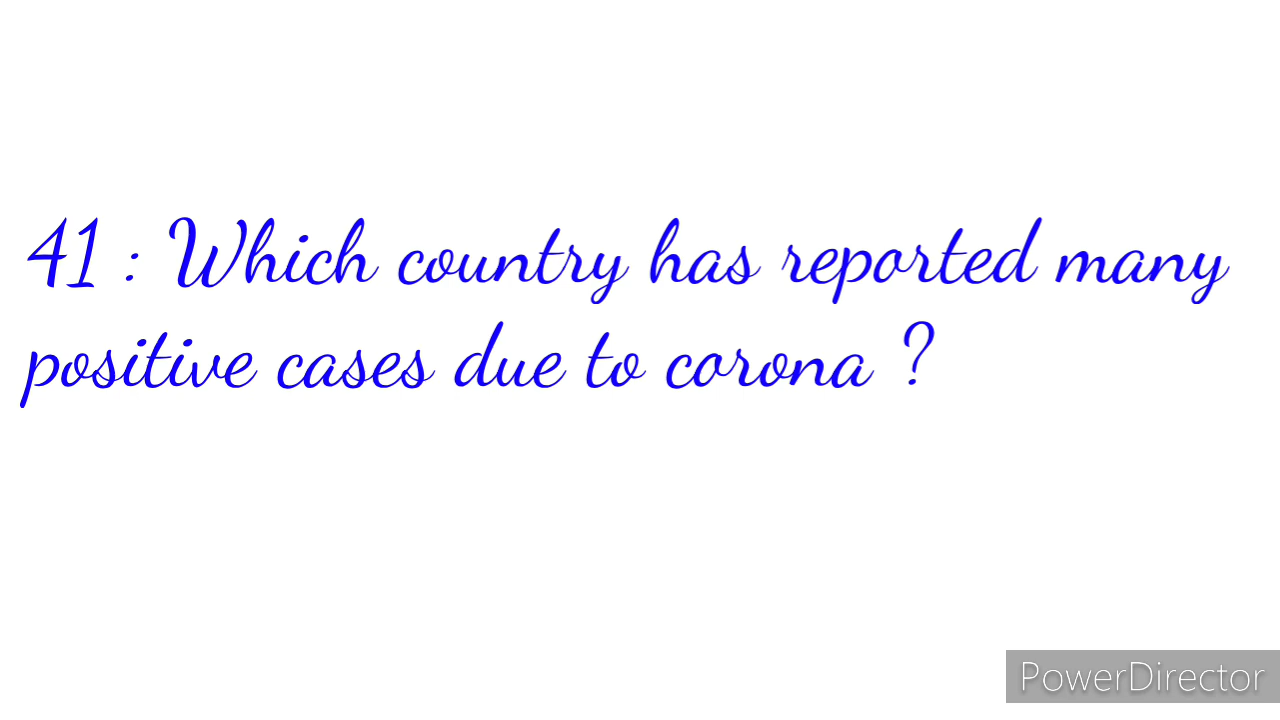 41 : Which country has reported many
positive cases due to corona ?
PowerDirector